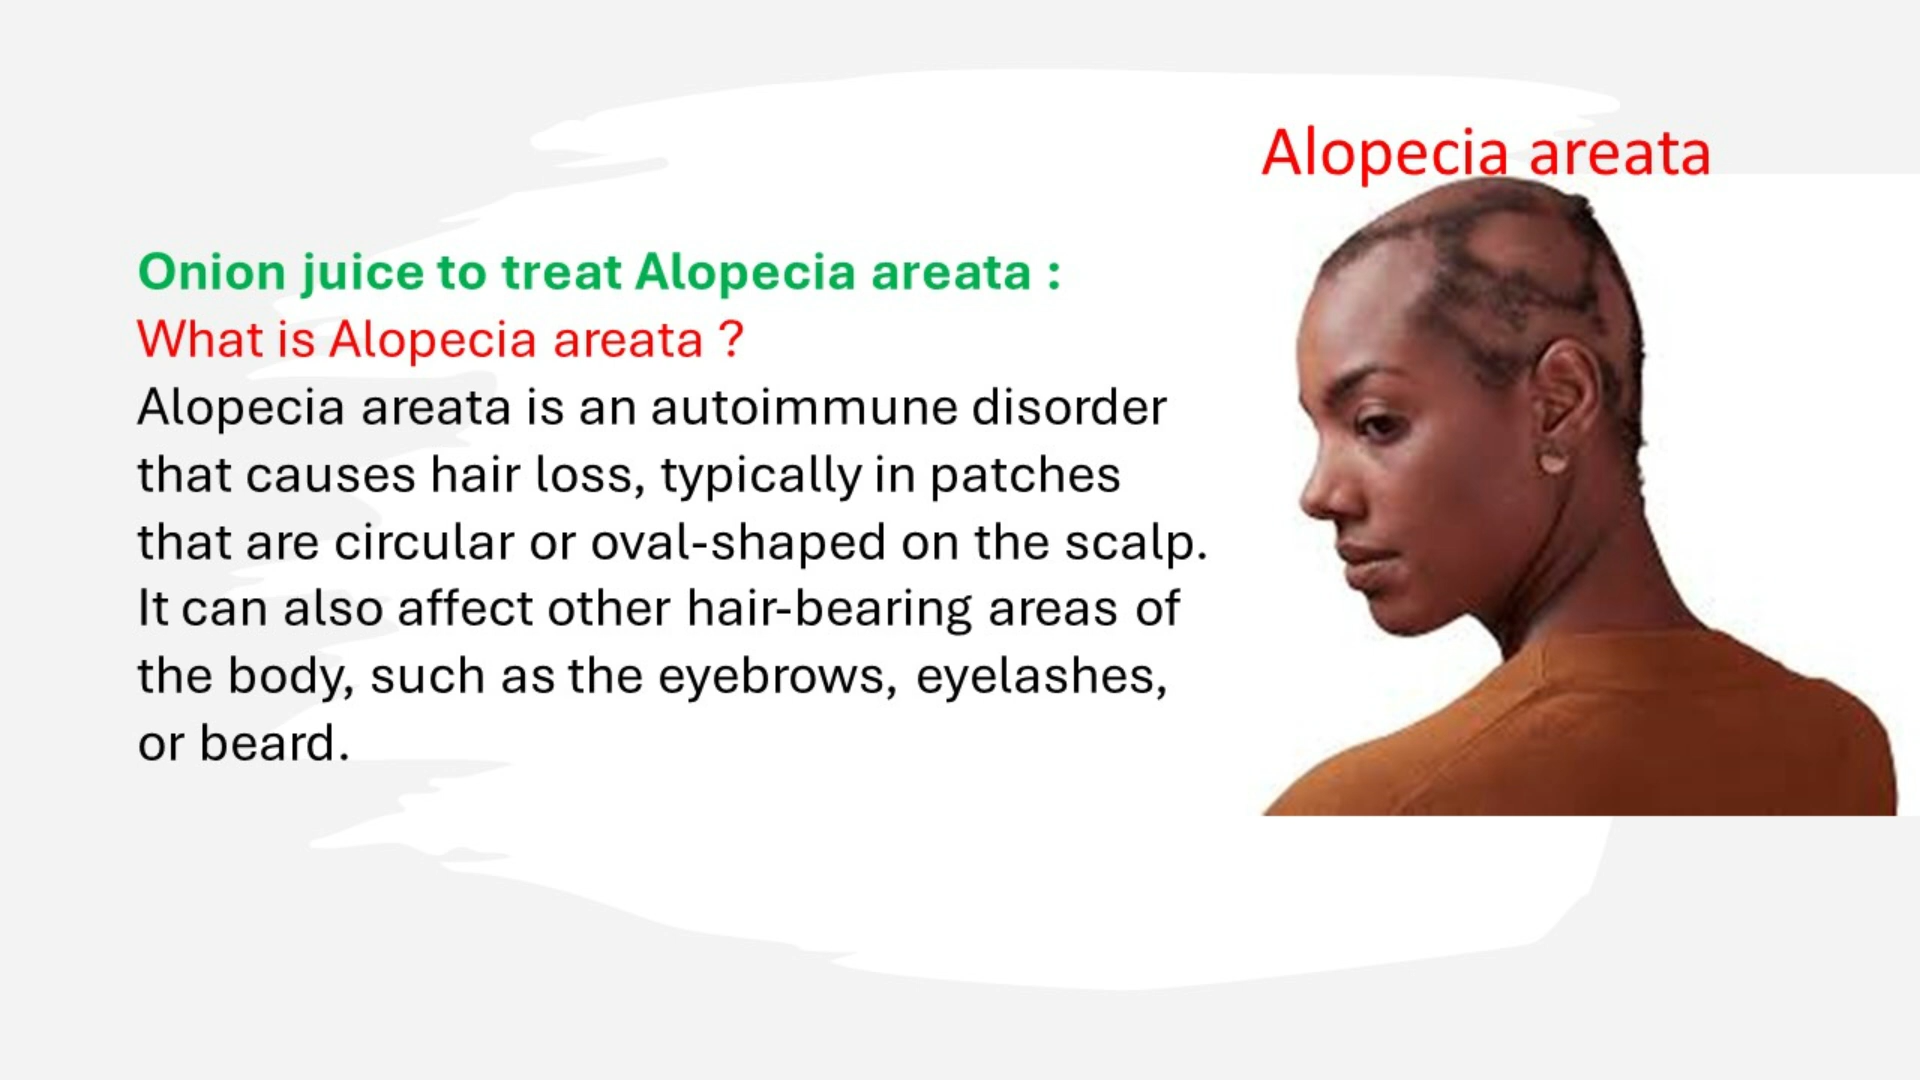 Alopecia areata
Onion juice to treat Alopecia areata :
What is Alopecia areata ?
Alopecia areata is an autoimmune disorder
that causes hair loss, typically in patches
that are circular or oval-shaped on the scalp.
It can also affect other hair-bearing areas of
the body, such as the eyebrows, eyelashes,
or beard.